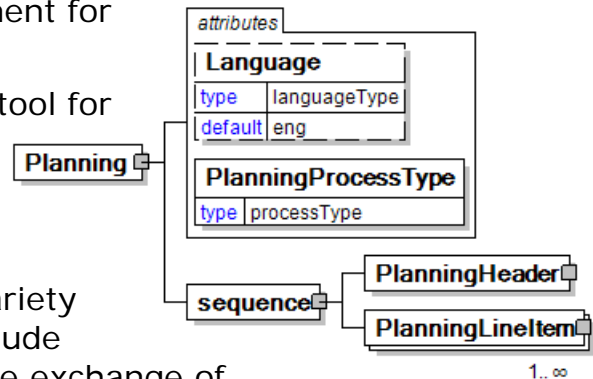 ment for
tool for
ariety
ude
e exchange of
attributes
Language
type languageType
default eng
PlanningProcessType
type processType
Planning
sequence
PlanningHeader
PlanningLineItem
1.. ∞